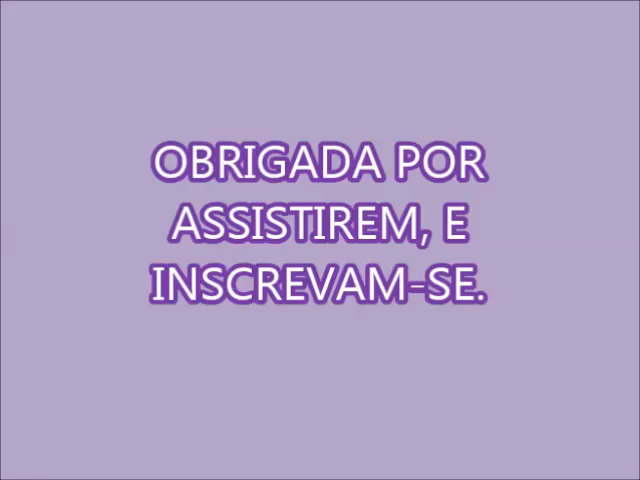 OBRIGADA POR
ASSISTIREM, E
INSCREVAM-SE.